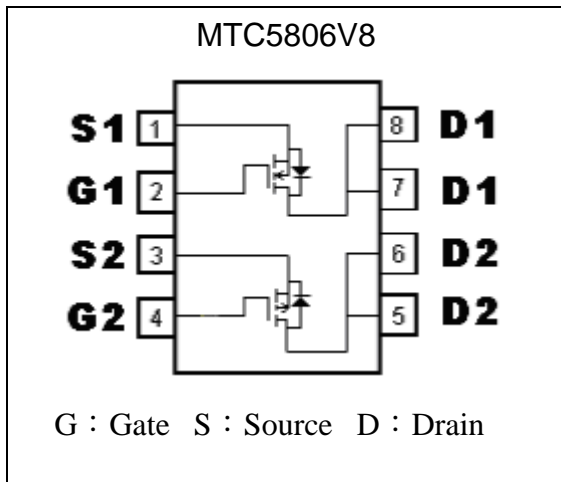 MTC5806V8
S1 1 8 D1
G1 2 7 D1
S2 3 6 D2
G2 4 5 D2
G：Gate S：Source D：Drain